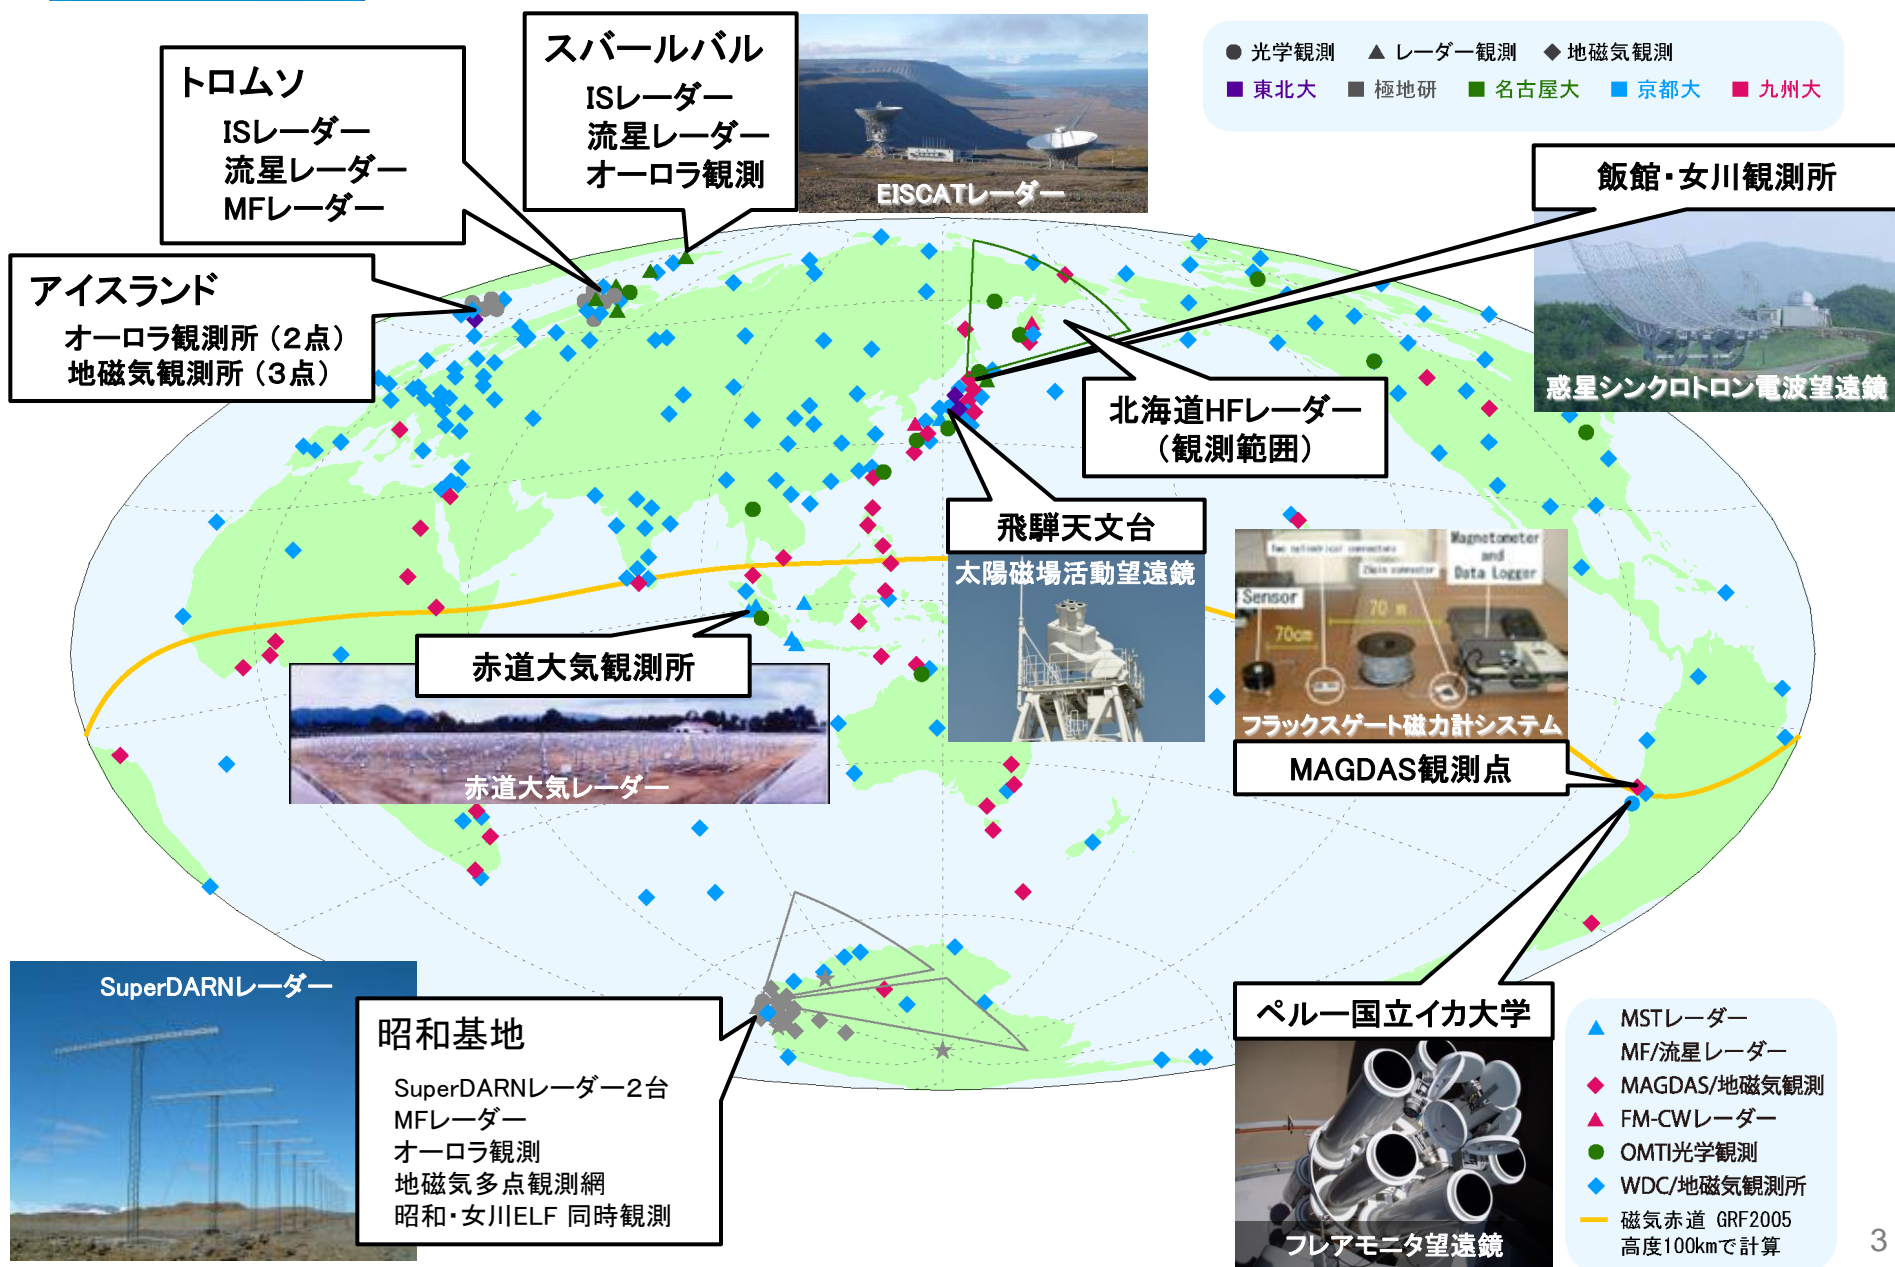 スバールバル
ISレーダー
流星レーダー
オーロラ観測
EISCATレーダー
● 光学観測 ▲ レーダー観測 ◆ 地磁気観測
■ 東北大 ■ 極地研 ■ 名古屋大 ■ 京都大 ■ 九州大
トロムソ
ISレーダー
流星レーダー
MFレーダー
飯館・女川観測所
惑星シンクロトロン電波望遠鏡
アイスランド
オーロラ観測所（２点）
地磁気観測所（３点）
北海道HFレーダー
（観測範囲）
飛騨天文台
太陽磁場活動望遠鏡
Two cylindrical connectors
Magnetometer
and
Data Logger
Sensor
70 m
70cm
フラックスゲート磁力計システム
MAGDAS観測点
赤道大気観測所
赤道大気レーダー
SuperDARNレーダー
昭和基地
SuperDARNレーダー２台
MFレーダー
オーロラ観測
地磁気多点観測網
昭和・女川ELF 同時観測
ペルー国立イカ大学
フレアモニタ望遠鏡
MSTレーダー
MF/流星レーダー
MAGDAS/地磁気観測
FM-CWレーダー
OMTI光学観測
WDC/地磁気観測所
磁気赤道 GRF2005
高度100kmで計算
3